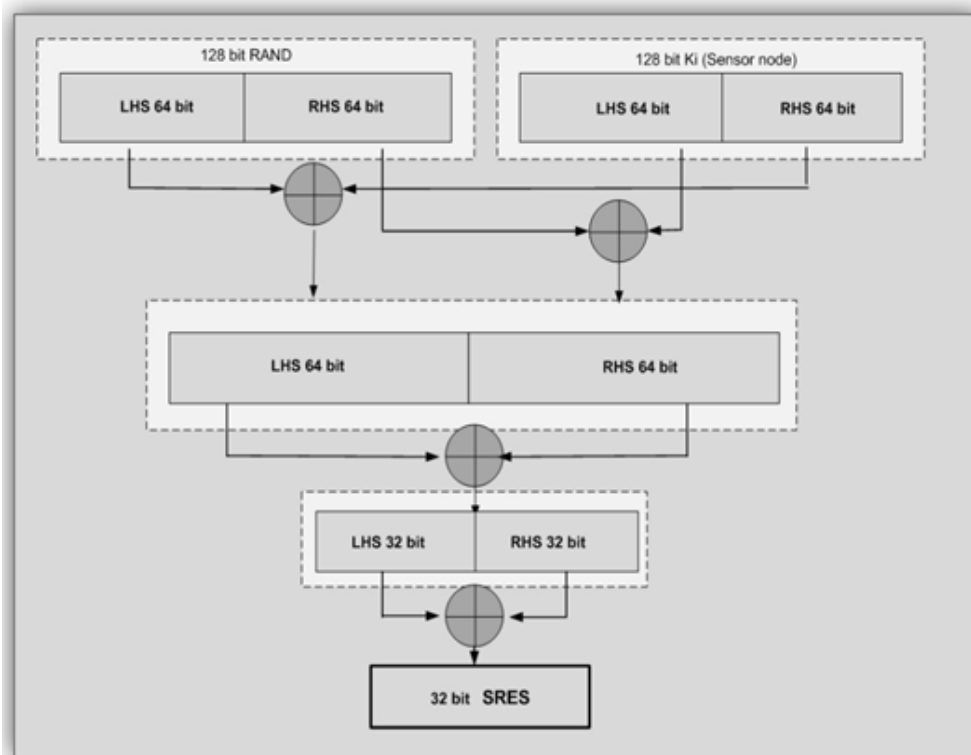 128 bit RAND
128 bit Ki (Sensor node)
LHS 64 bit
RHS 64 bit
LHS 64 bit
RHS 64 bit
LHS 64 bit
RHS 64 bit
LHS 32 bit
RHS 32 bit
32 bit SRES